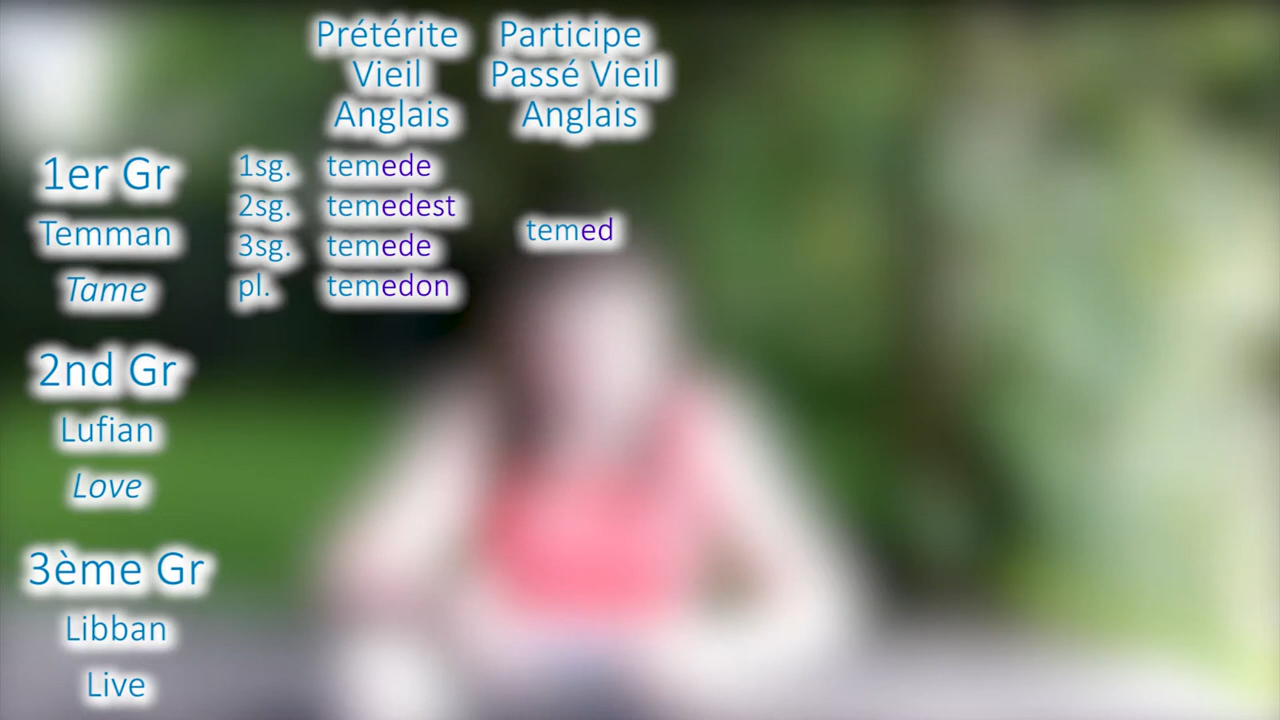 Prétérite Vieil Anglais
Participe Passé Vieil Anglais
1er Gr
Temman
Tame
1sg. temede
2sg. temedest
3sg. temede
pl. temedon
temed
2nd Gr
Lufian
Love
3ème Gr
Libban
Live